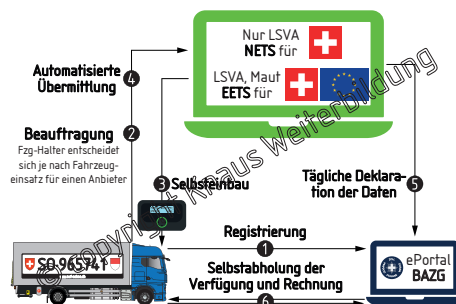 Nur LSVA
NETS für
LSVA, Maut
EETS für
Automatisierte
Übermittlung
4
Beauftragung
2
Fzg-Halter entscheidet
sich je nach Fahrzeug-
einsatz für einen Anbieter
3 Selbsteinbau
Tägliche Deklara-
tion der Daten
5
Registrierung
1
SO 965741
ePortal
BAZG
Selbstabholung der
Verfügung und Rechnung
6
© Copyright Kraus Weiterbildung